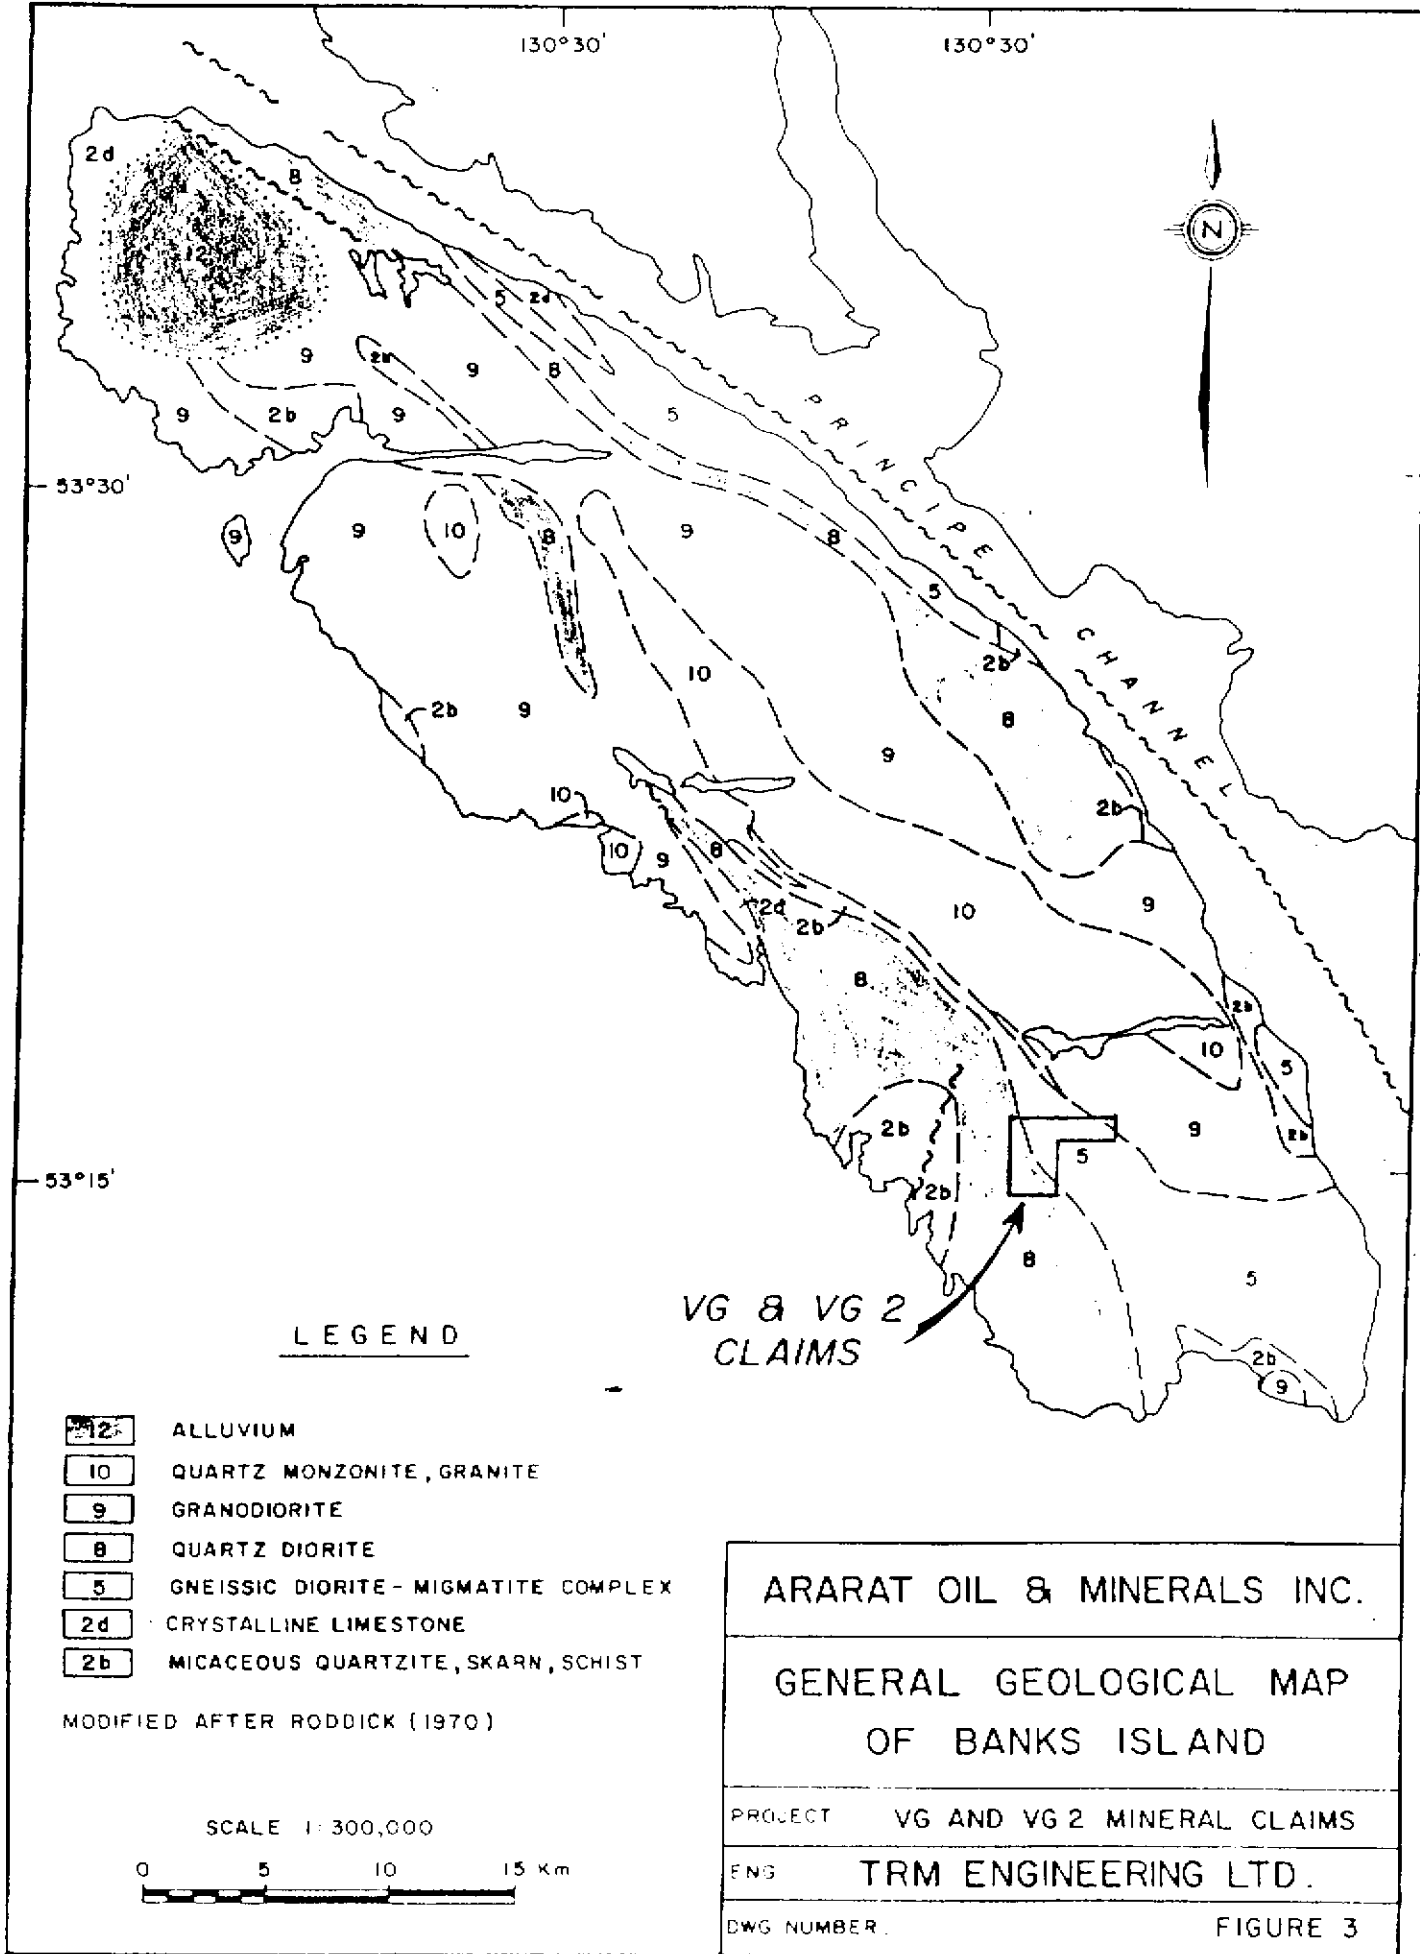 130°30' 130°30'
2d
8
N
12
5 2d
9 2b 9 8
9 2b 9 5
PRINCIPE
53°30'
9 9 10 8 9 8
5
CHANNEL
2b
10
2b 9 8
9
10 2b
10 9 8
2d 2b 10 9
8
2b
10
5
2b 9 2b
5
53°15'
2b
8
5
VG & VG 2
CLAIMS
2b
9
LEGEND
12 ALLUVIUM
10 QUARTZ MONZONITE, GRANITE
9 GRANODIORITE
8 QUARTZ DIORITE
5 GNEISSIC DIORITE - MIGMATITE COMPLEX
2d CRYSTALLINE LIMESTONE
2b MICACEOUS QUARTZITE, SKARN, SCHIST
MODIFIED AFTER RODDICK (1970)
SCALE 1:300,000
0 5 10 15 Km
ARARAT OIL & MINERALS INC.
GENERAL GEOLOGICAL MAP
OF BANKS ISLAND
PROJECT VG AND VG 2 MINERAL CLAIMS
ENG TRM ENGINEERING LTD.
DWG NUMBER. FIGURE 3